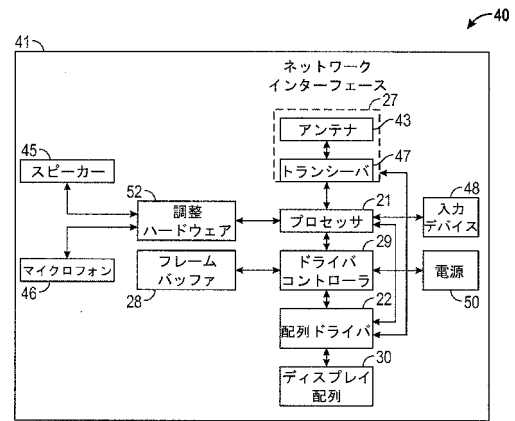 40
41
ネットワーク
インターフェース
27
アンテナ
43
45
スピーカー
トランシーバ
47
52
調整
ハードウェア
21
プロセッサ
48
入力
デバイス
29
マイクロフォン
46
フレーム
バッファ
28
ドライバ
コントローラ
電源
50
22
配列ドライバ
30
ディスプレイ
配列